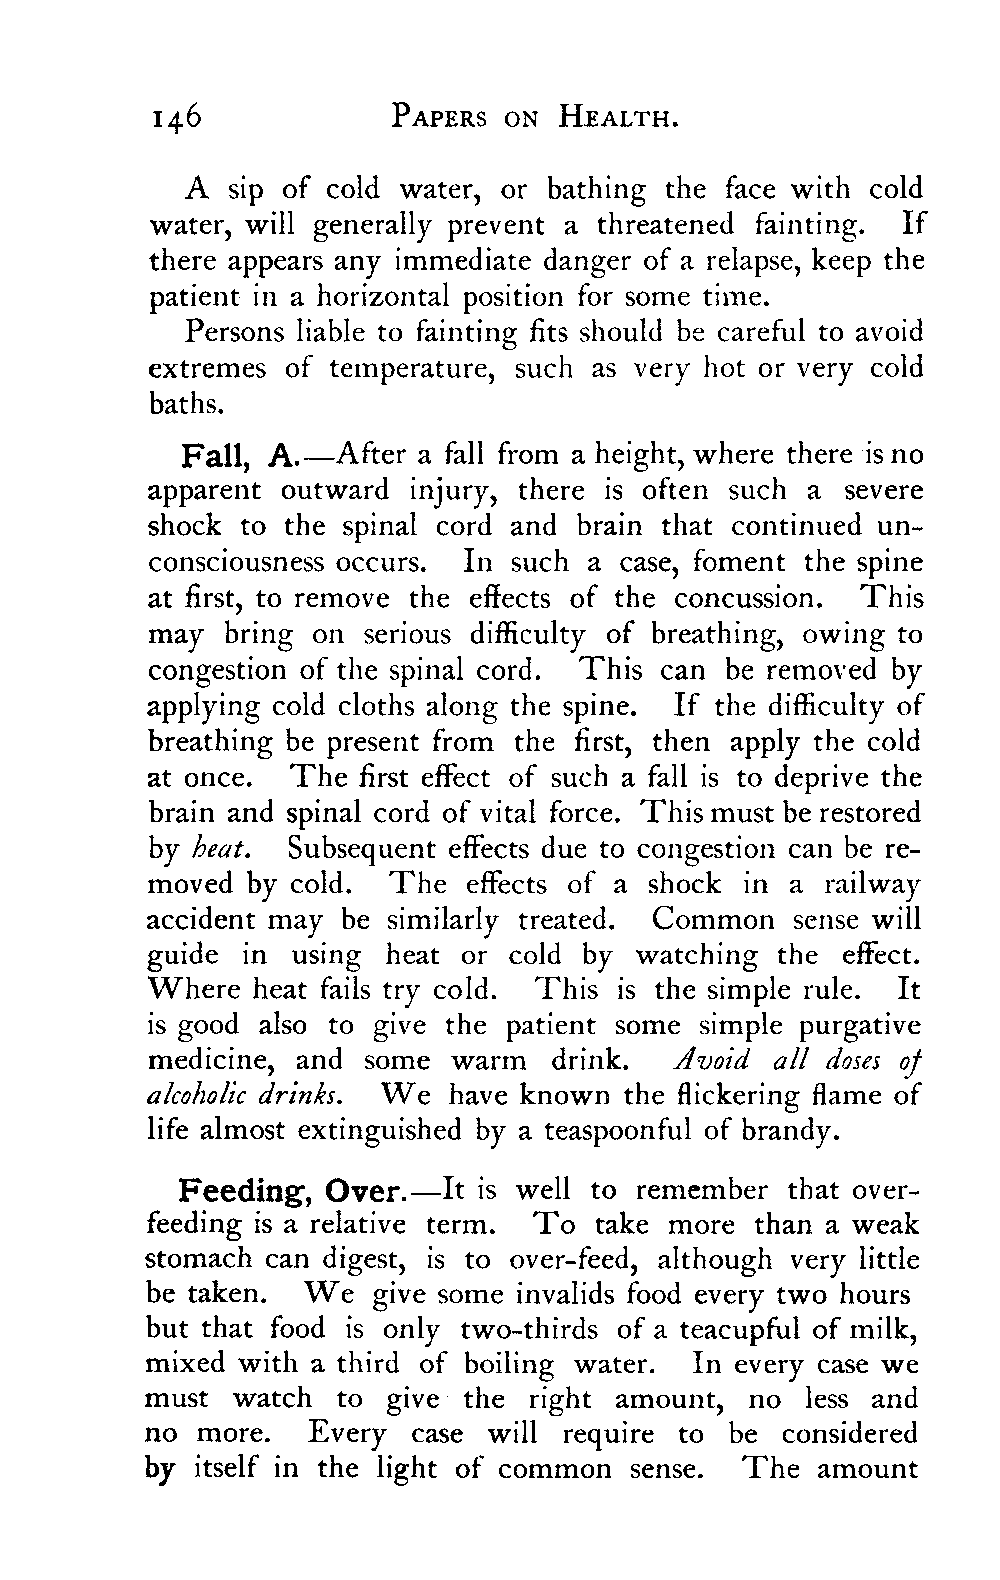 146 PAPERS ON HEALTH.
A sip of cold water, or bathing the face with cold
water, will generally prevent a threatened fainting. If
there appears any immediate danger of a relapse, keep the
patient in a horizontal position for some time.
Persons liable to fainting fits should be careful to avoid
extremes of temperature, such as very hot or very cold
baths.
Fall, A.—After a fall from a height, where there is no
apparent outward injury, there is often such a severe
shock to the spinal cord and brain that continued un-
consciousness occurs. In such a case, foment the spine
at first, to remove the effects of the concussion. This
may bring on serious difficulty of breathing, owing to
congestion of the spinal cord. This can be removed by
applying cold cloths along the spine. If the difficulty of
breathing be present from the first, then apply the cold
at once. The first effect of such a fall is to deprive the
brain and spinal cord of vital force. This must be restored
by heat. Subsequent effects due to congestion can be re-
moved by cold. The effects of a shock in a railway
accident may be similarly treated. Common sense will
guide in using heat or cold by watching the effect.
Where heat fails try cold. This is the simple rule. It
is good also to give the patient some simple purgative
medicine, and some warm drink. Avoid all doses of
alcoholic drinks. We have known the flickering flame of
life almost extinguished by a teaspoonful of brandy.
Feeding, Over.—It is well to remember that over-
feeding is a relative term. To take more than a weak
stomach can digest, is to over-feed, although very little
be taken. We give some invalids food every two hours
but that food is only two-thirds of a teacupful of milk,
mixed with a third of boiling water. In every case we
must watch to give the right amount, no less and
no more. Every case will require to be considered
by itself in the light of common sense. The amount